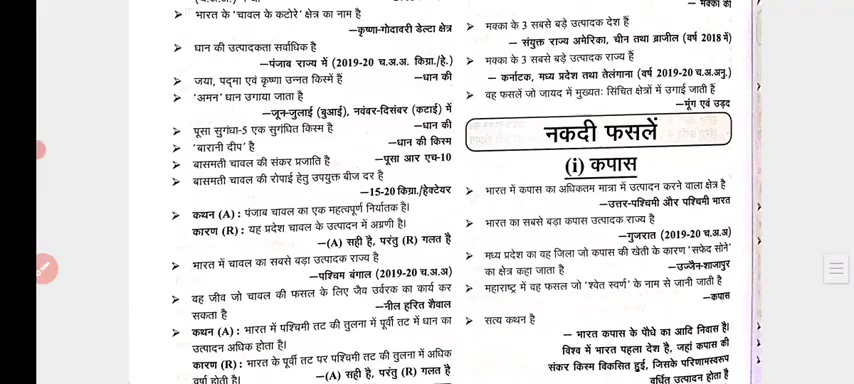 ➤ भारत के 'चावल के कटोरे' क्षेत्र का नाम है
–कृष्णा-गोदावरी डेल्टा क्षेत्र
➤ धान की उत्पादकता सर्वाधिक है
–पंजाब राज्य में (2019-20 च.अ.अ. किग्रा./हे.)
➤ जया, पद्मा एवं कृष्णा उन्नत किस्में हैं –धान की
➤ 'अमन' धान उगाया जाता है
–जून-जुलाई (बुआई), नवंबर-दिसंबर (कटाई) में
➤ पूसा सुगंधा-5 एक सुगंधित किस्म है –धान की
➤ 'बारानी दीप' है –धान की किस्म
➤ बासमती चावल की संकर प्रजाति है –पूसा आर एच-10
➤ बासमती चावल की रोपाई हेतु उपयुक्त बीज दर है
–15-20 किग्रा./हेक्टेयर
➤ कथन (A) : पंजाब चावल का एक महत्वपूर्ण निर्यातक है।
कारण (R) : यह प्रदेश चावल के उत्पादन में अग्रणी है।
–(A) सही है, परंतु (R) गलत है
➤ भारत में चावल का सबसे बड़ा उत्पादक राज्य है
–पश्चिम बंगाल (2019-20 च.अ.अ)
➤ वह जीव जो चावल की फसल के लिए जैव उर्वरक का कार्य कर
सकता है –नील हरित शैवाल
➤ कथन (A) : भारत में पश्चिमी तट की तुलना में पूर्वी तट में धान का
उत्पादन अधिक होता है।
कारण (R) : भारत के पूर्वी तट पर पश्चिमी तट की तुलना में अधिक
वर्षा होती है। –(A) सही है, परंतु (R) गलत है
– मक्का की
➤ मक्का के 3 सबसे बड़े उत्पादक देश हैं
– संयुक्त राज्य अमेरिका, चीन तथा ब्राजील (वर्ष 2018 में)
➤ मक्का के 3 सबसे बड़े उत्पादक राज्य हैं
– कर्नाटक, मध्य प्रदेश तथा तेलंगाना (वर्ष 2019-20 च.अ.अनु.)
➤ वह फसलें जो जायद में मुख्यतः सिंचित क्षेत्रों में उगाई जाती हैं
–मूंग एवं उड़द
नकदी फसलें
(i) कपास
➤ भारत में कपास का अधिकतम मात्रा में उत्पादन करने वाला क्षेत्र है
–उत्तर-पश्चिमी और पश्चिमी भारत
➤ भारत का सबसे बड़ा कपास उत्पादक राज्य है
–गुजरात (2019-20 च.अ.अ)
➤ मध्य प्रदेश का वह जिला जो कपास की खेती के कारण 'सफेद सोने'
का क्षेत्र कहा जाता है –उज्जैन-शाजापुर
➤ महाराष्ट्र में वह फसल जो 'श्वेत स्वर्ण' के नाम से जानी जाती है
–कपास
➤ सत्य कथन है
– भारत कपास के पौधे का आदि निवास है।
विश्व में भारत पहला देश है, जहां कपास की
संकर किस्म विकसित हुई, जिसके परिणामस्वरूप
वर्धित उत्पादन होता है